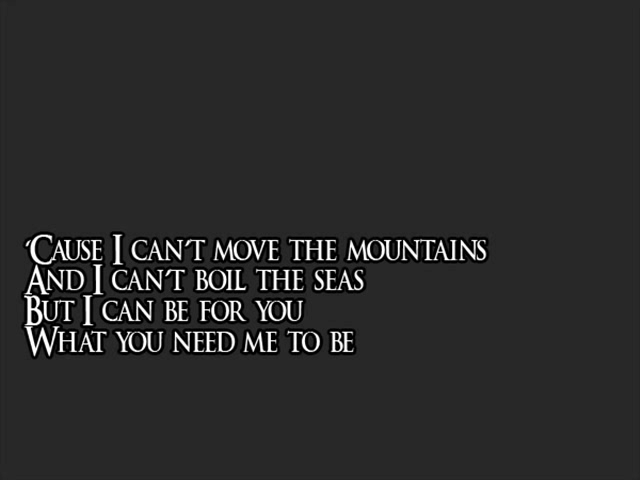 'Cause I can't move the mountains
And I can't boil the seas
But I can be for you
What you need me to be